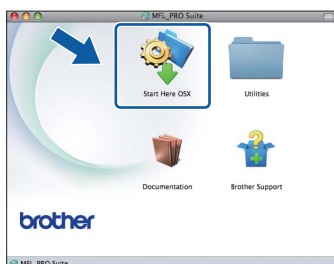 MFL_PRO Suite
Start Here OSX
Utilities
Documentation
Brother Support
brother
MFL_PRO Suite